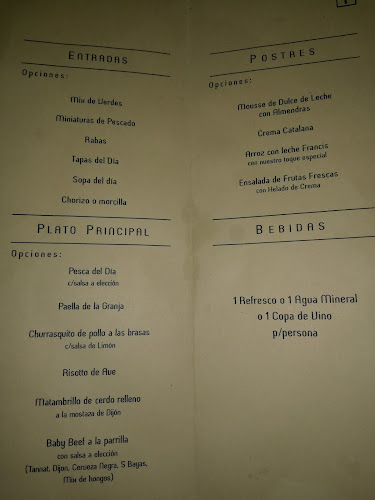 ENTRADAS
Opciones:
Mix de Verdes
Miniaturas de Pescado
Rabas
Tapas del Día
Sopa del día
Chorizo o morcilla
PLATO PRINCIPAL
Opciones:
Pesca del Día
c/salsa a elección
Paella de la Granja
Churrasquito de pollo a las brasas
c/salsa de Limón
Risotto de Ave
Matambrillo de cerdo relleno
a la mostaza de Dijón
Baby Beef a la parrilla
con salsa a elección
(Tannat, Dijon, Cerveza Negra, 5 Bayas,
Mix de hongos)
POSTRES
Opciones:
Mousse de Dulce de Leche
con Almendras
Crema Catalana
Arroz con leche Francis
con nuestro toque especial
Ensalada de Frutas Frescas
con Helado de Crema
BEBIDAS
1 Refresco o 1 Agua Mineral
o 1 Copa de Vino
p/persona